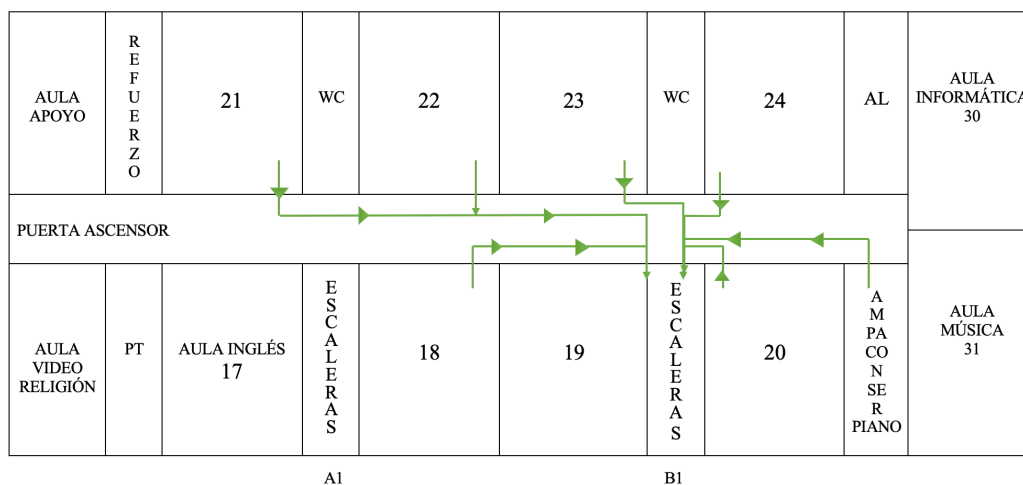 AULA
APOYO
R
E
F
U
E
R
Z
O
21
WC
22
23
WC
24
AL
AULA
INFORMÁTICA
30
PUERTA ASCENSOR
AULA
VIDEO
RELIGIÓN
PT
AULA INGLÉS
17
E
S
C
A
L
E
R
A
S
18
19
E
S
C
A
L
E
R
A
S
20
A
M
PA
CO
N
SE
R
PIANO
AULA
MÚSICA
31
A1
B1